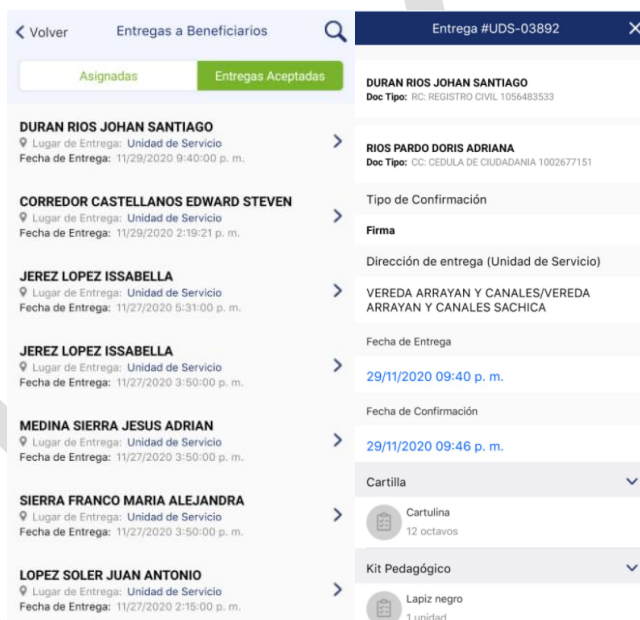 Volver
Entregas a Beneficiarios
Asignadas
Entregas Aceptadas
DURAN RIOS JOHAN SANTIAGO
Lugar de Entrega: Unidad de Servicio
Fecha de Entrega: 11/29/2020 9:40:00 p. m.
CORREDOR CASTELLANOS EDWARD STEVEN
Lugar de Entrega: Unidad de Servicio
Fecha de Entrega: 11/29/2020 2:19:21 p. m.
JEREZ LOPEZ ISSABELLA
Lugar de Entrega: Unidad de Servicio
Fecha de Entrega: 11/27/2020 5:31:00 p. m.
JEREZ LOPEZ ISSABELLA
Lugar de Entrega: Unidad de Servicio
Fecha de Entrega: 11/27/2020 3:50:00 p. m.
MEDINA SIERRA JESUS ADRIAN
Lugar de Entrega: Unidad de Servicio
Fecha de Entrega: 11/27/2020 3:50:00 p. m.
SIERRA FRANCO MARIA ALEJANDRA
Lugar de Entrega: Unidad de Servicio
Fecha de Entrega: 11/27/2020 3:50:00 p. m.
LOPEZ SOLER JUAN ANTONIO
Lugar de Entrega: Unidad de Servicio
Fecha de Entrega: 11/27/2020 2:15:00 p. m.
Entrega #UDS-03892
DURAN RIOS JOHAN SANTIAGO
Doc Tipo: RC: REGISTRO CIVIL 1056483533
RIOS PARDO DORIS ADRIANA
Doc Tipo: CC: CEDULA DE CIUDADANIA 1002677151
Tipo de Confirmación
Firma
Dirección de entrega (Unidad de Servicio)
VEREDA ARRAYAN Y CANALES/VEREDA
ARRAYAN Y CANALES SACHICA
Fecha de Entrega
29/11/2020 09:40 p. m.
Fecha de Confirmación
29/11/2020 09:46 p. m.
Cartilla
Cartulina
12 octavos
Kit Pedagógico
Lapiz negro
1 unidad